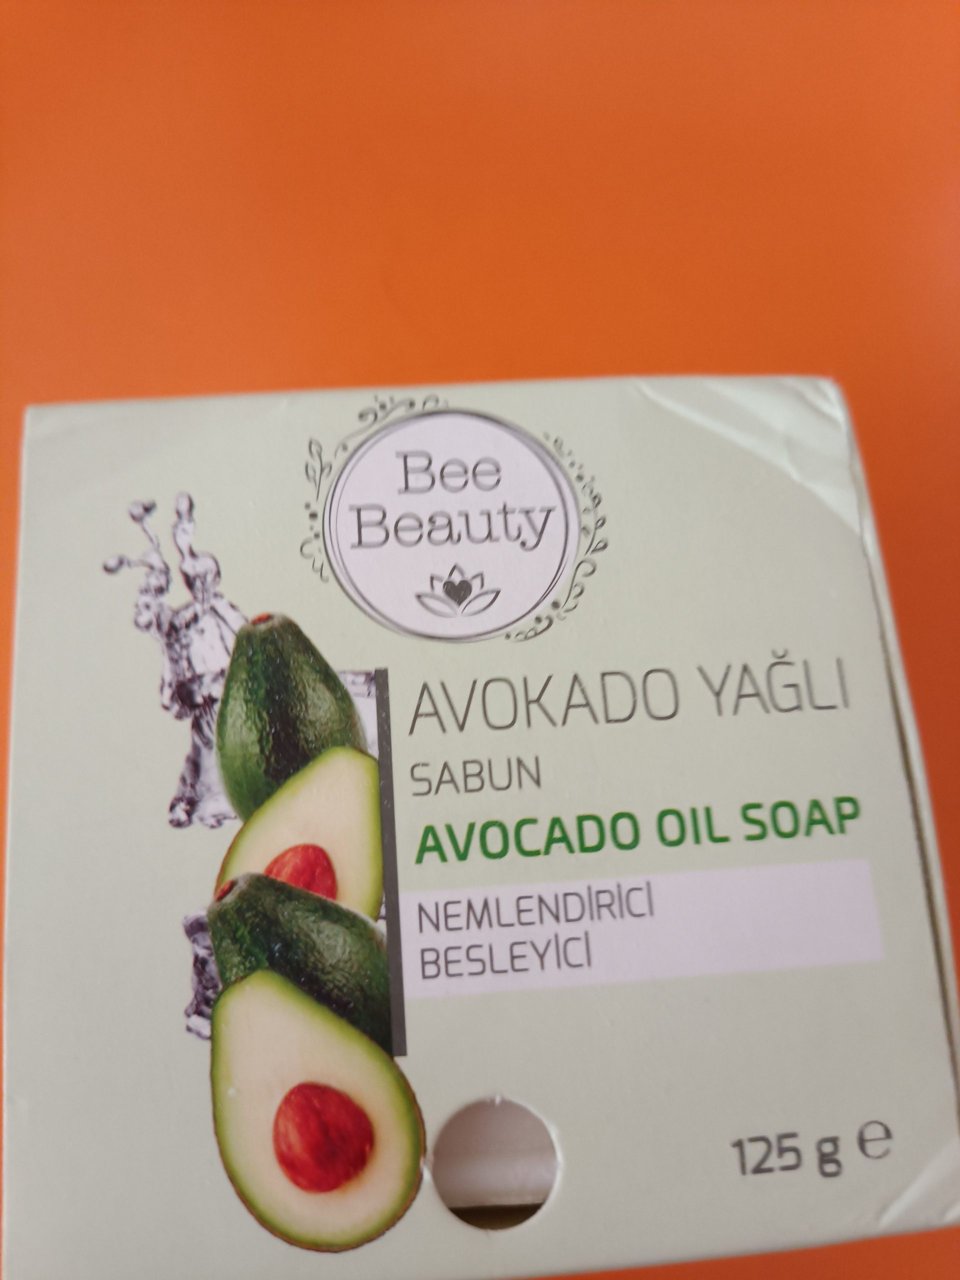 Bee
Beauty
AVOKADO YAĞLI
SABUN
AVOCADO OIL SOAP
NEMLENDİRİCİ
BESLEYİCİ
125 g ℮